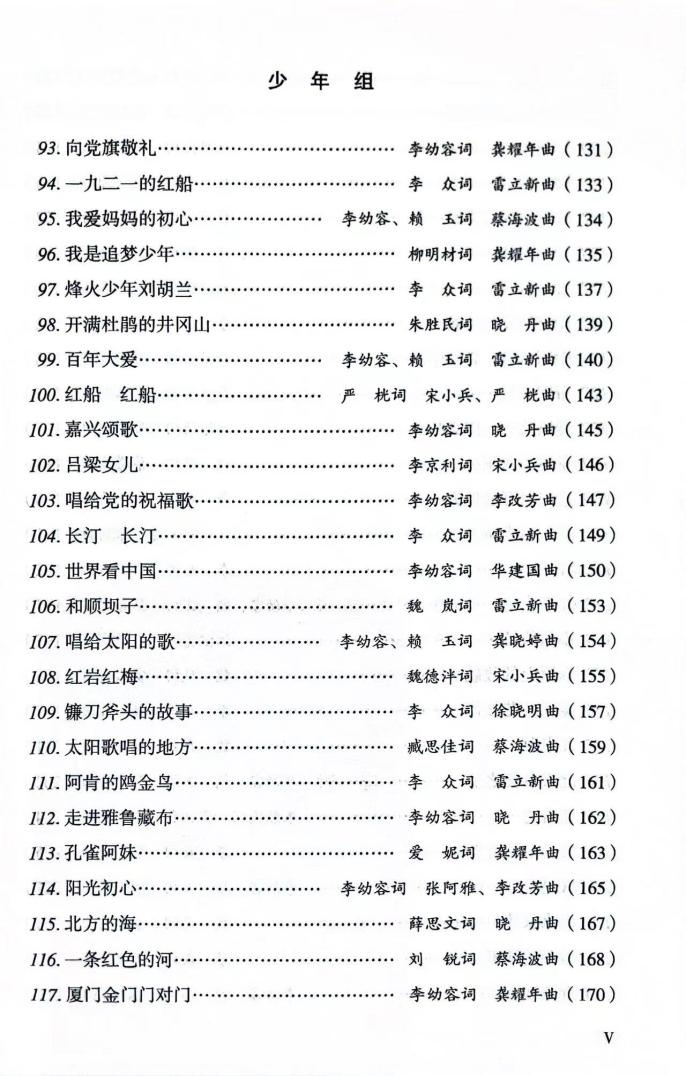 少年组
93. 向党旗敬礼…………………………………… 李幼容词 龚耀年曲(131)
94. 一九二一的红船…………………………… 李 众词 雷立新曲(133)
95. 我爱妈妈的初心………………… 李幼容、赖 玉词 蔡海波曲(134)
96. 我是追梦少年……………………………… 柳明材词 龚耀年曲(135)
97. 烽火少年刘胡兰…………………………… 李 众词 雷立新曲(137)
98. 开满杜鹃的井冈山………………………… 朱胜民词 晓 丹曲(139)
99. 百年大爱………………………… 李幼容、赖 玉词 雷立新曲(140)
100. 红船 红船……………………… 严 桄词 宋小兵、严 桄曲(143)
101. 嘉兴颂歌…………………………………… 李幼容词 晓 丹曲(145)
102. 吕梁女儿…………………………………… 李京利词 宋小兵曲(146)
103. 唱给党的祝福歌…………………………… 李幼容词 李改芳曲(147)
104. 长汀 长汀………………………………… 李 众词 雷立新曲(149)
105. 世界看中国………………………………… 李幼容词 华建国曲(150)
106. 和顺坝子…………………………………… 魏 岚词 雷立新曲(153)
107. 唱给太阳的歌…………………… 李幼容、赖 玉词 龚晓婷曲(154)
108. 红岩红梅…………………………………… 魏德泮词 宋小兵曲(155)
109. 镰刀斧头的故事…………………………… 李 众词 徐晓明曲(157)
110. 太阳歌唱的地方…………………………… 臧思佳词 蔡海波曲(159)
111. 阿肯的鸥金鸟……………………………… 李 众词 雷立新曲(161)
112. 走进雅鲁藏布……………………………… 李幼容词 晓 丹曲(162)
113. 孔雀阿妹…………………………………… 爱 妮词 龚耀年曲(163)
114. 阳光初心………………………… 李幼容词 张阿雅、李改芳曲(165)
115. 北方的海…………………………………… 薛思文词 晓 丹曲(167)
116. 一条红色的河……………………………… 刘 锐词 蔡海波曲(168)
117. 厦门金门门对门…………………………… 李幼容词 龚耀年曲(170)
V